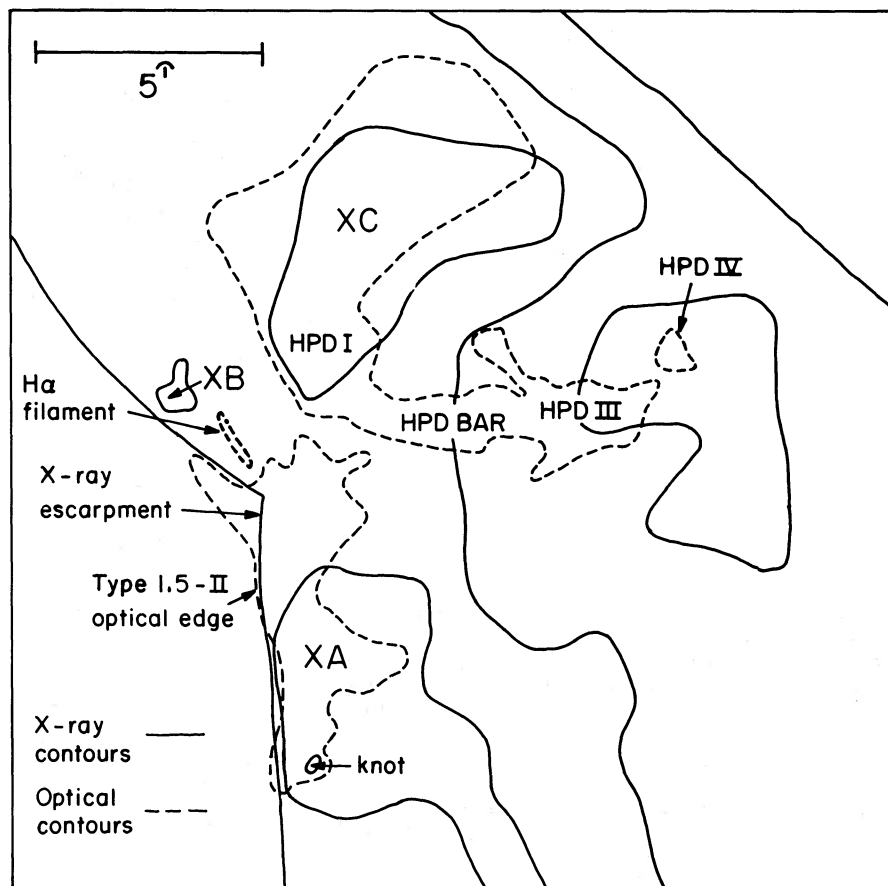 5'
XC
HPD IV
HPD I
XB
Hα
filament
HPD BAR
HPD III
X-ray
escarpment
Type 1.5-II
optical edge
XA
X-ray
contours
knot
Optical
contours